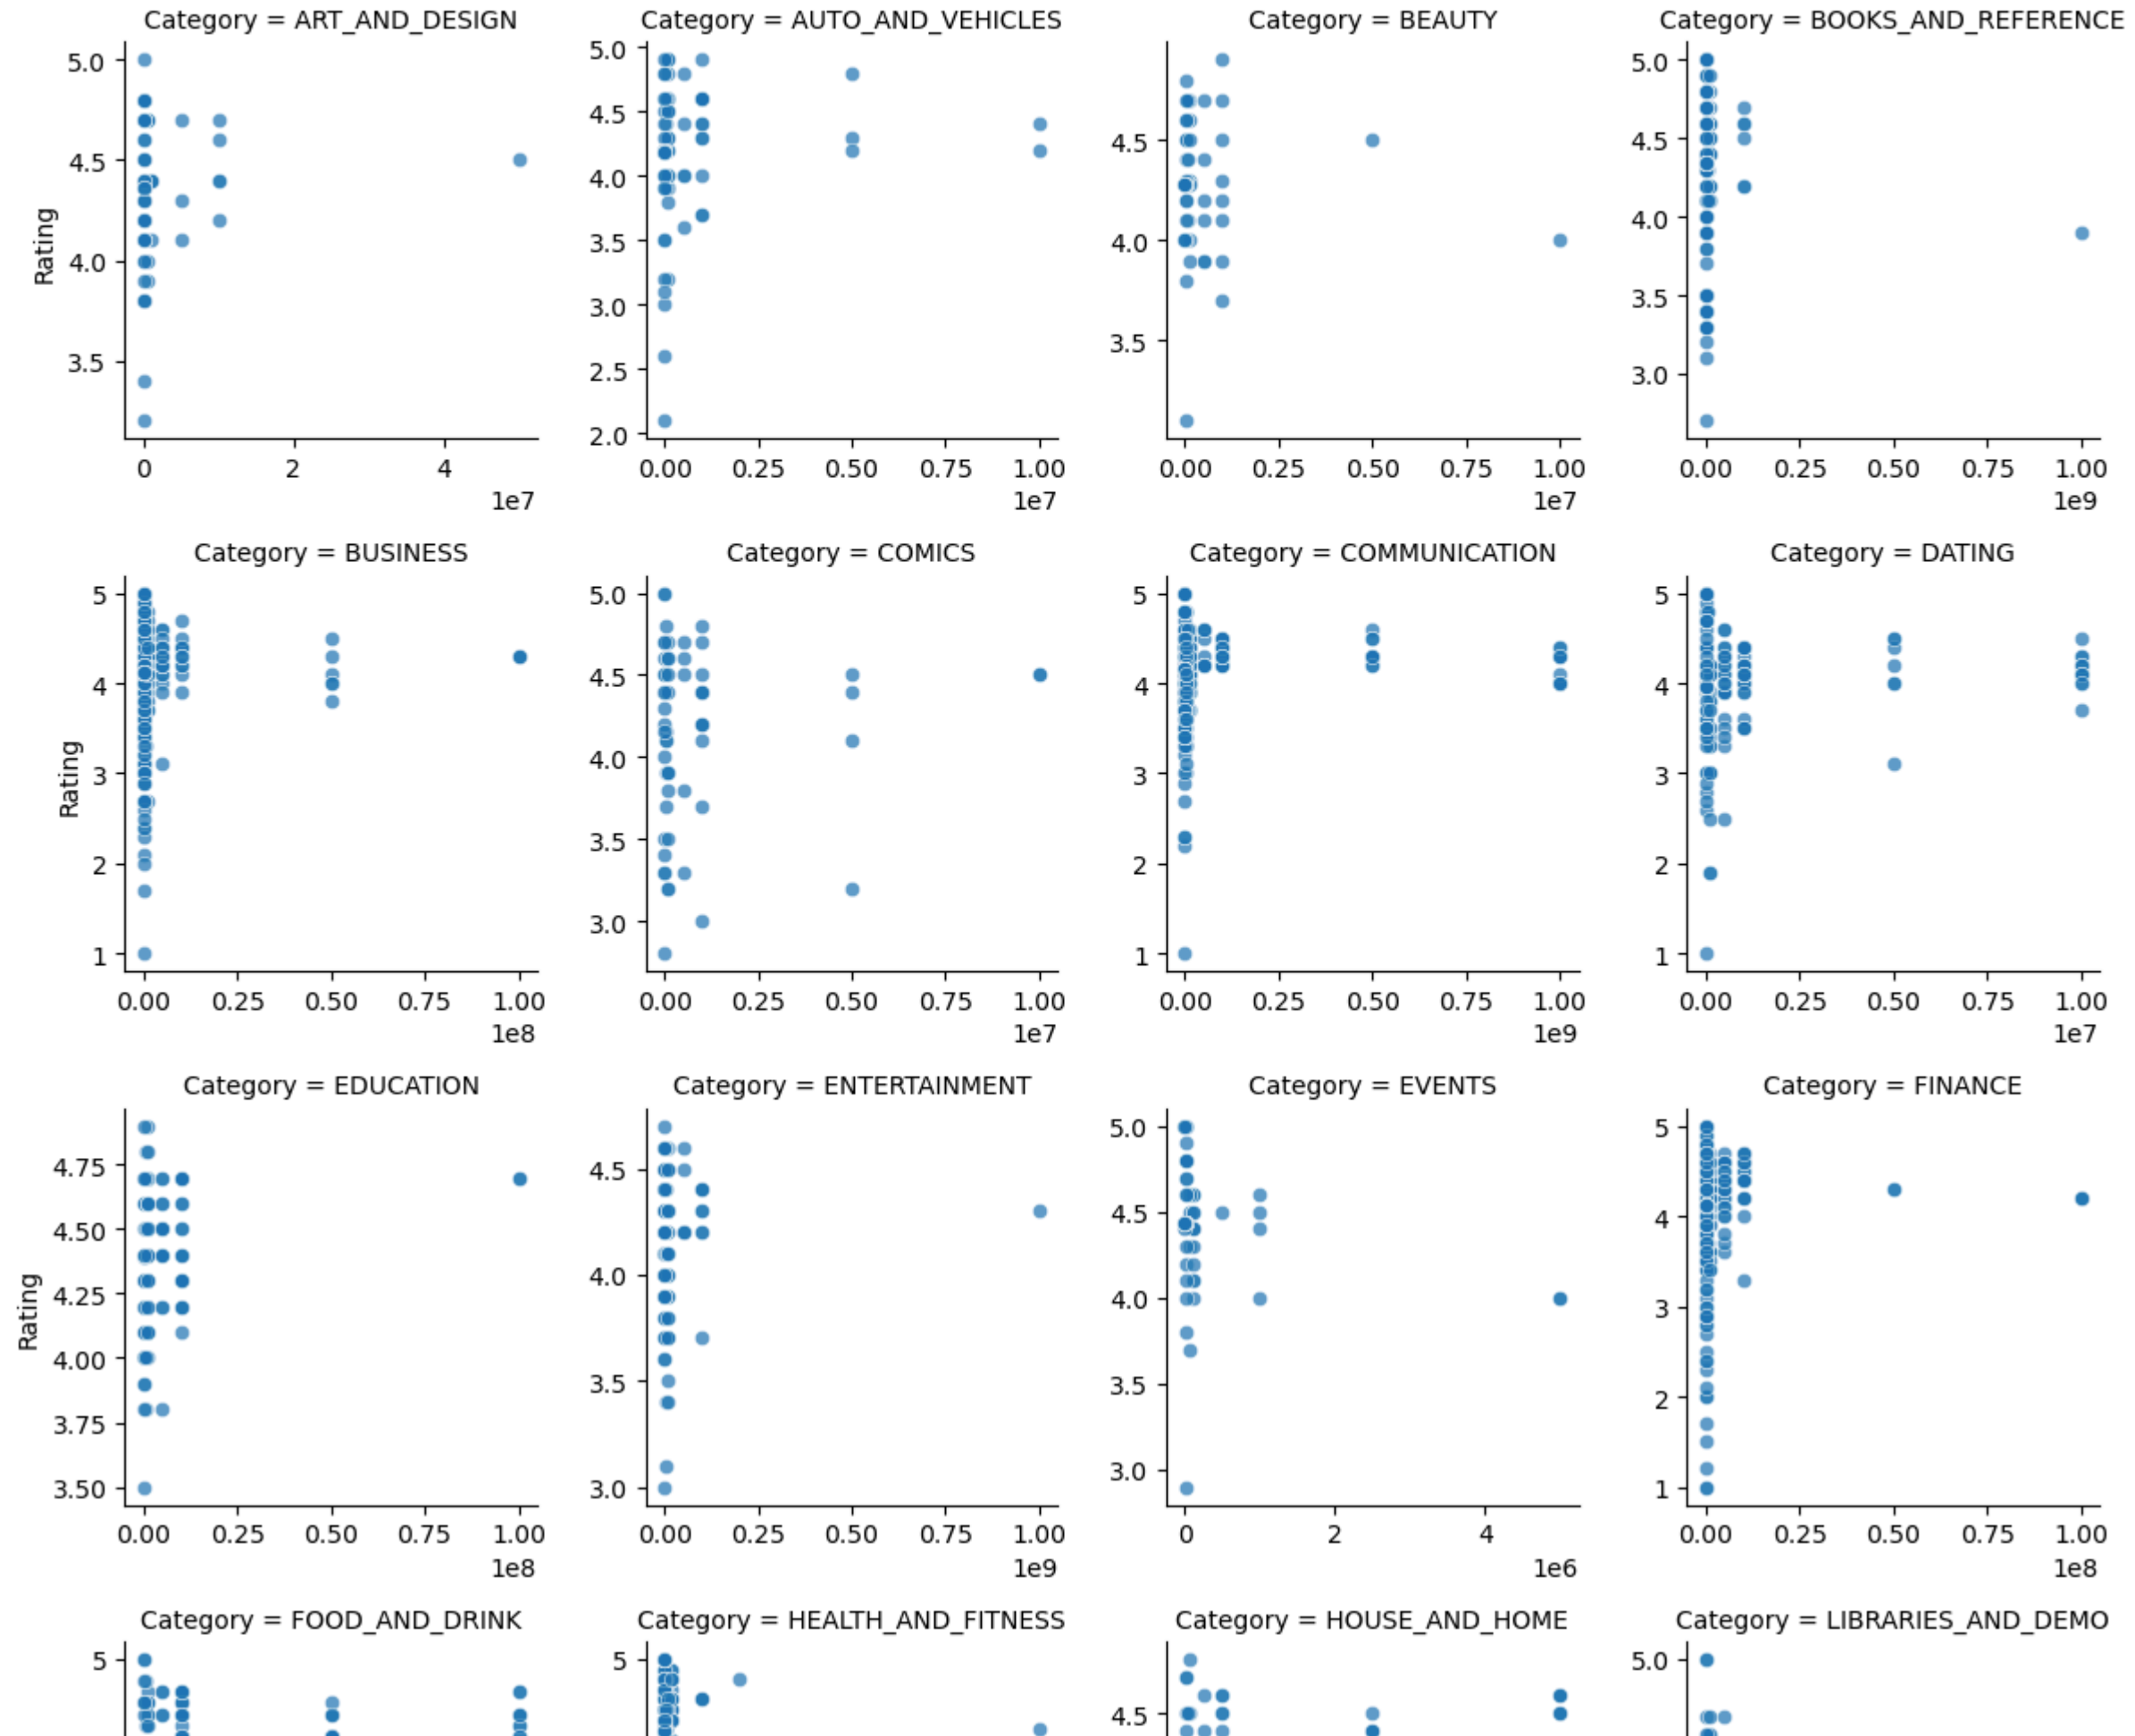 Category = ART_AND_DESIGN
Category = AUTO_AND_VEHICLES
Category = BEAUTY
Category = BOOKS_AND_REFERENCE
Rating
5.0
4.5
4.0
3.5
0 2 4
1e7
5.0
4.5
4.0
3.5
3.0
2.5
2.0
0.00 0.25 0.50 0.75 1.00
1e7
4.5
4.0
3.5
0.00 0.25 0.50 0.75 1.00
1e7
5.0
4.5
4.0
3.5
3.0
0.00 0.25 0.50 0.75 1.00
1e9
Category = BUSINESS
Category = COMICS
Category = COMMUNICATION
Category = DATING
Rating
5
4
3
2
1
0.00 0.25 0.50 0.75 1.00
1e8
5.0
4.5
4.0
3.5
3.0
0.00 0.25 0.50 0.75 1.00
1e7
5
4
3
2
1
0.00 0.25 0.50 0.75 1.00
1e9
5
4
3
2
1
0.00 0.25 0.50 0.75 1.00
1e7
Category = EDUCATION
Category = ENTERTAINMENT
Category = EVENTS
Category = FINANCE
Rating
4.75
4.50
4.25
4.00
3.75
3.50
0.00 0.25 0.50 0.75 1.00
1e8
4.5
4.0
3.5
3.0
0.00 0.25 0.50 0.75 1.00
1e9
5.0
4.5
4.0
3.5
3.0
0 2 4
1e6
5
4
3
2
1
0.00 0.25 0.50 0.75 1.00
1e8
Category = FOOD_AND_DRINK
Category = HEALTH_AND_FITNESS
Category = HOUSE_AND_HOME
Category = LIBRARIES_AND_DEMO
5
5
4.5
5.0